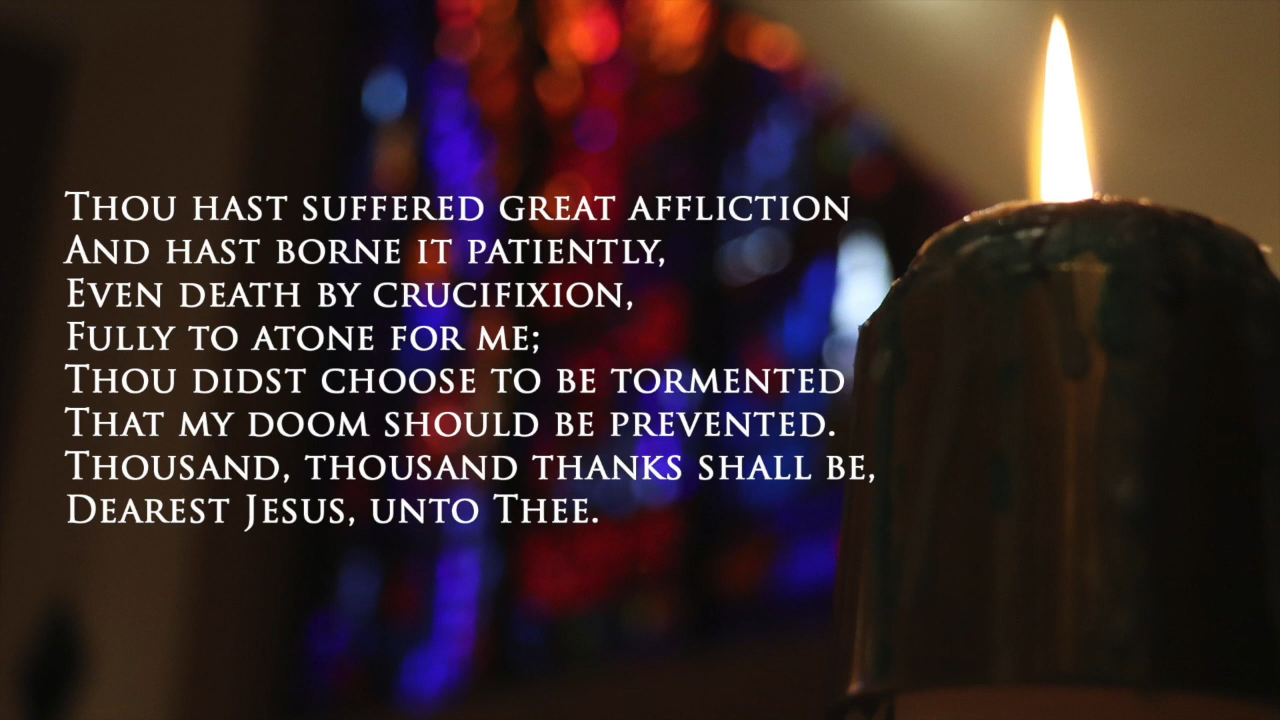 Thou hast suffered great affliction
And hast borne it patiently,
Even death by crucifixion,
Fully to atone for me;
Thou didst choose to be tormented
That my doom should be prevented.
Thousand, thousand thanks shall be,
Dearest Jesus, unto Thee.